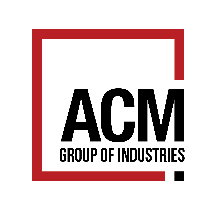 ACM
GROUP OF INDUSTRIES